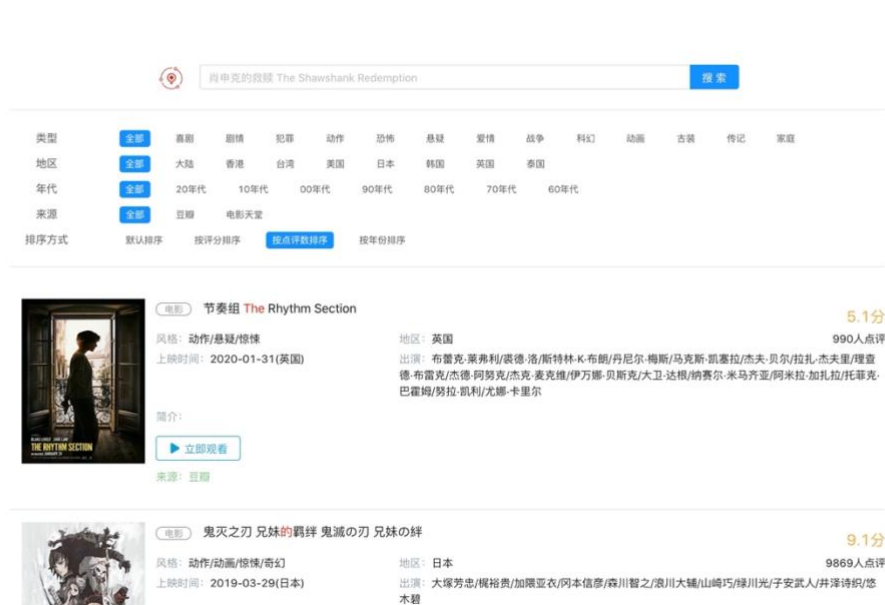 肖申克的救赎 The Shawshank Redemption 搜 索
类型 全部 喜剧 剧情 犯罪 动作 恐怖 悬疑 爱情 战争 科幻 动画 古装 传记 家庭
地区 全部 大陆 香港 台湾 美国 日本 韩国 英国 泰国
年代 全部 20年代 10年代 00年代 90年代 80年代 70年代 60年代
来源 全部 豆瓣 电影天堂
排序方式 默认排序 按评分排序 按点评数排序 按年份排序
电影 节奏组 The Rhythm Section
5.1分
风格: 动作/悬疑/惊悚 地区: 英国 990人点评
上映时间: 2020-01-31(英国) 出演: 布蕾克·莱弗利/裘德·洛/斯特林·K·布朗/丹尼尔·梅斯/马克斯·凯塞拉/杰夫·贝尔/拉扎·杰夫里/理查
德·布雷克/杰德·阿努克/杰克·麦克维/伊万娜·贝斯克/大卫·达根/纳赛尔·米马齐亚/阿米拉·加扎拉/托菲克·
巴霍姆/努拉·凯利/尤娜·卡里尔
简介:
立即观看
来源: 豆瓣
THE RHYTHM SECTION
电影 鬼灭之刃 兄妹的羁绊 鬼滅の刃 兄妹の絆
9.1分
风格: 动作/动画/惊悚/奇幻 地区: 日本 9869人点评
上映时间: 2019-03-29(日本) 出演: 大塚芳忠/梶裕贵/加隈亚衣/冈本信彦/森川智之/浪川大辅/山崎巧/绿川光/子安武人/井泽诗织/悠
木碧